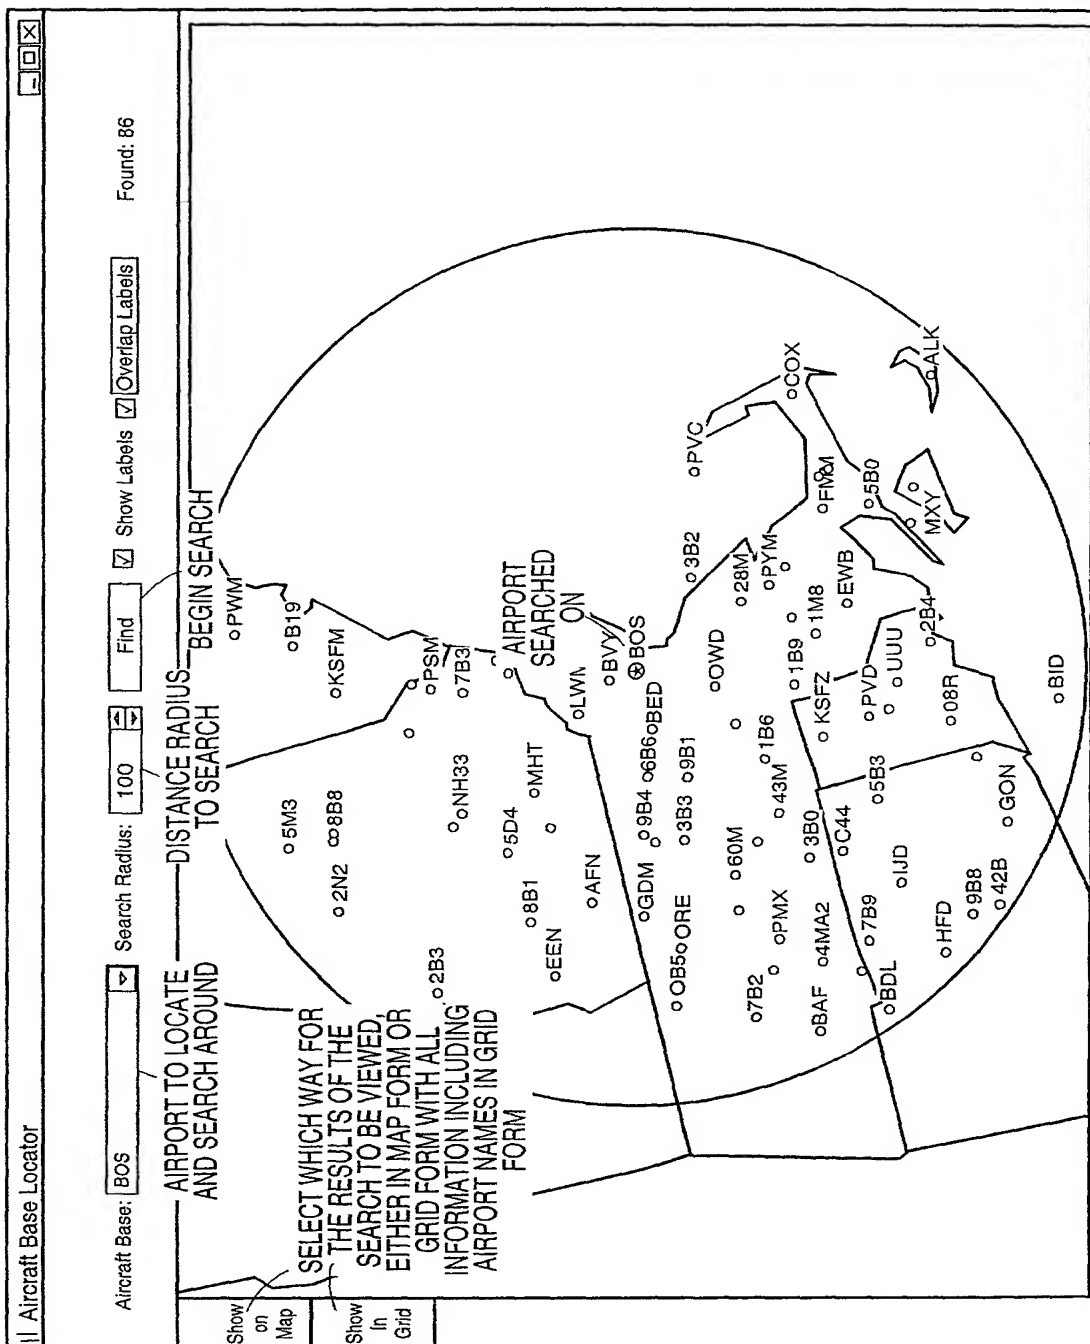 Aircraft Base Locator
Aircraft Base: BOS
Search Radius: 100
Find
Show Labels
Overlap Labels
Found: 86
AIRPORT TO LOCATE
AND SEARCH AROUND
DISTANCE RADIUS
TO SEARCH
BEGIN SEARCH
Show
on
Map
Show
In
Grid
SELECT WHICH WAY FOR
THE RESULTS OF THE
SEARCH TO BE VIEWED,
EITHER IN MAP FORM OR
GRID FORM WITH ALL
INFORMATION INCLUDING
AIRPORT NAMES IN GRID
FORM
AIRPORT
SEARCHED
ON
PWM
5M3
B19
2N2
8B8
KSFM
2B3
PSM
NH33
7B3
5D4
8B1
MHT
EEN
AFN
LWM
BVY
GDM
9B4
6B6
BED
BOS
OB5
ORE
3B3
9B1
3B2
PVC
OWD
60M
28M
7B2
PMX
43M
1B6
PYM
1B9
COX
BAF
4MA2
3B0
KSFZ
1M8
FMM
C44
EWB
7B9
5B3
PVD
5B0
BDL
IJD
UUU
MXY
2B4
ALK
HFD
08R
9B8
42B
GON
BID